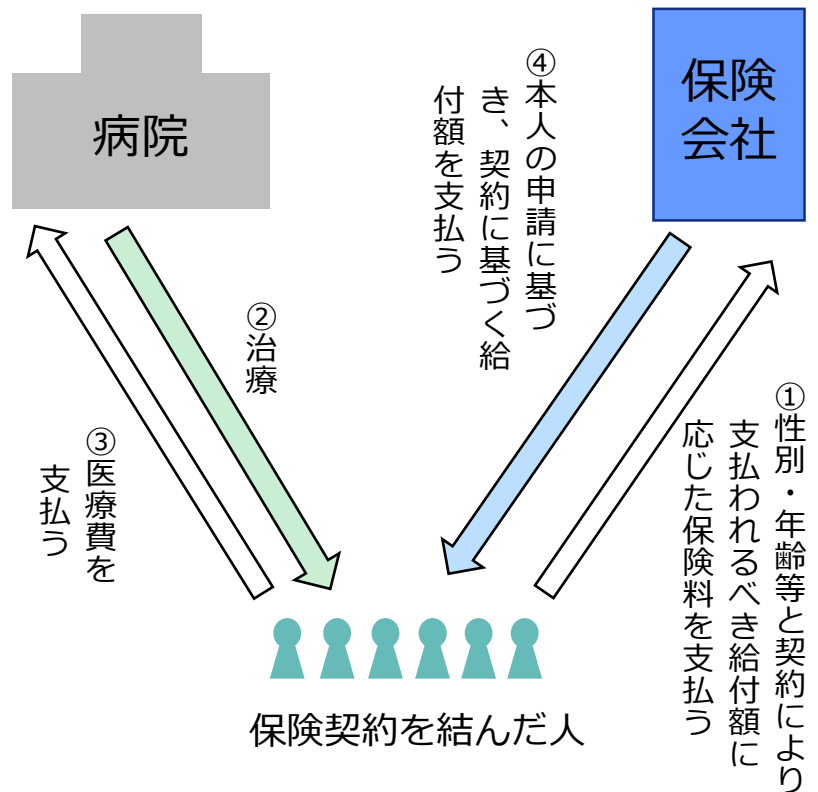 病院
保険
会社
④本人の申請に基づ
き、契約に基づく給
付額を支払う
②治療
③医療費を
支払う
①性別・年齢等と契約により
支払われるべき給付額に
応じた保険料を支払う
保険契約を結んだ人